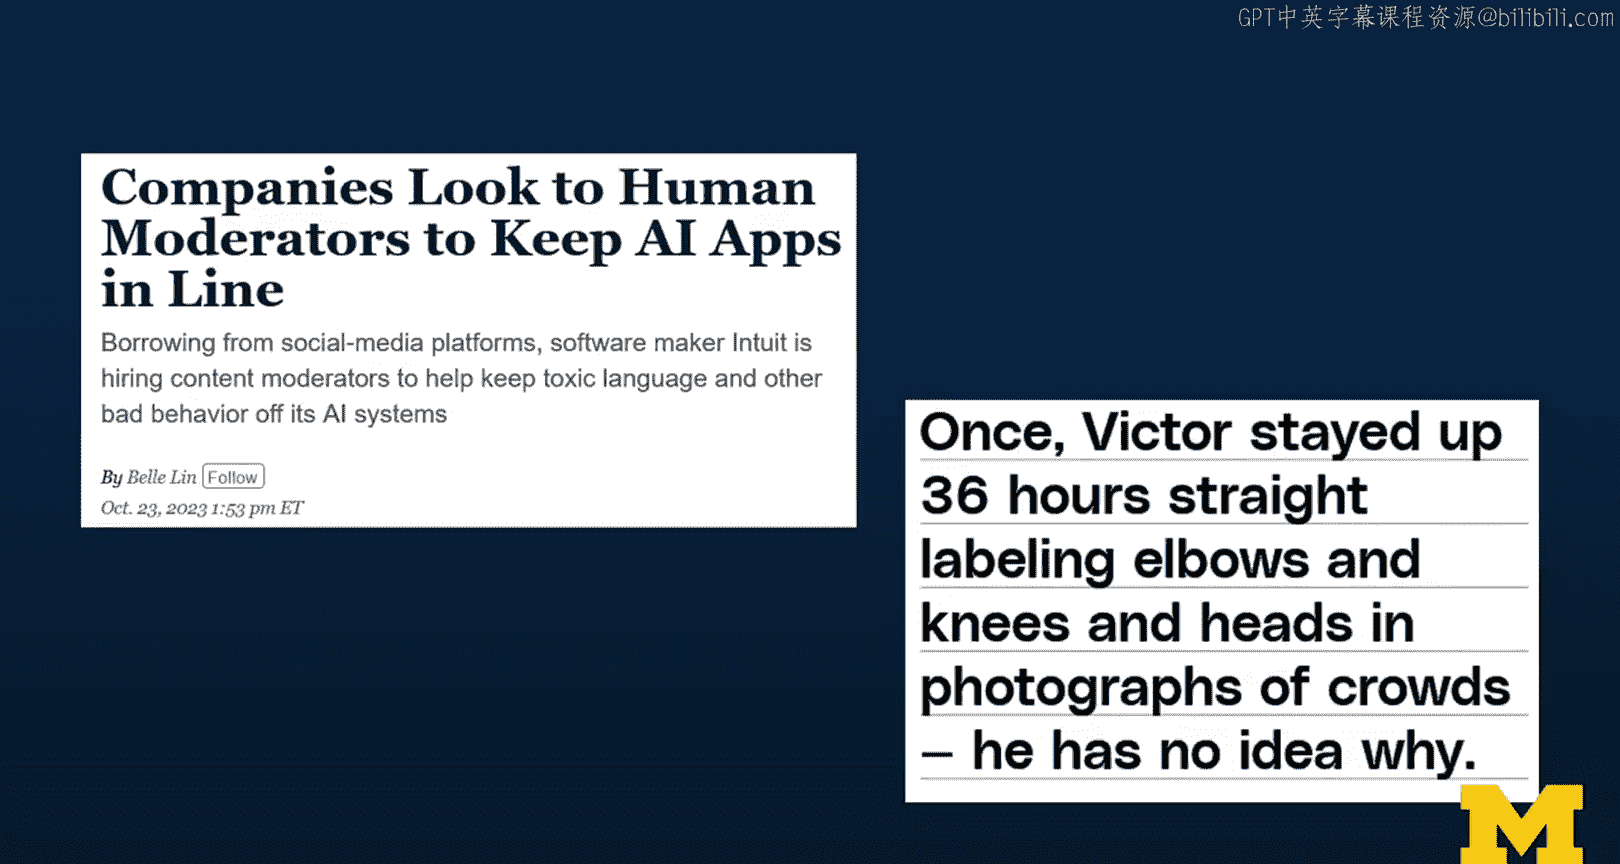 GPT中英字幕课程资源@bilibili.com
Companies Look to Human
Moderators to Keep AI Apps
in Line
Borrowing from social-media platforms, software maker Intuit is
hiring content moderators to help keep toxic language and other
bad behavior off its AI systems
By Belle Lin Follow
Oct. 23, 2023 1:53 pm ET
Once, Victor stayed up
36 hours straight
labeling elbows and
knees and heads in
photographs of crowds
– he has no idea why.
M